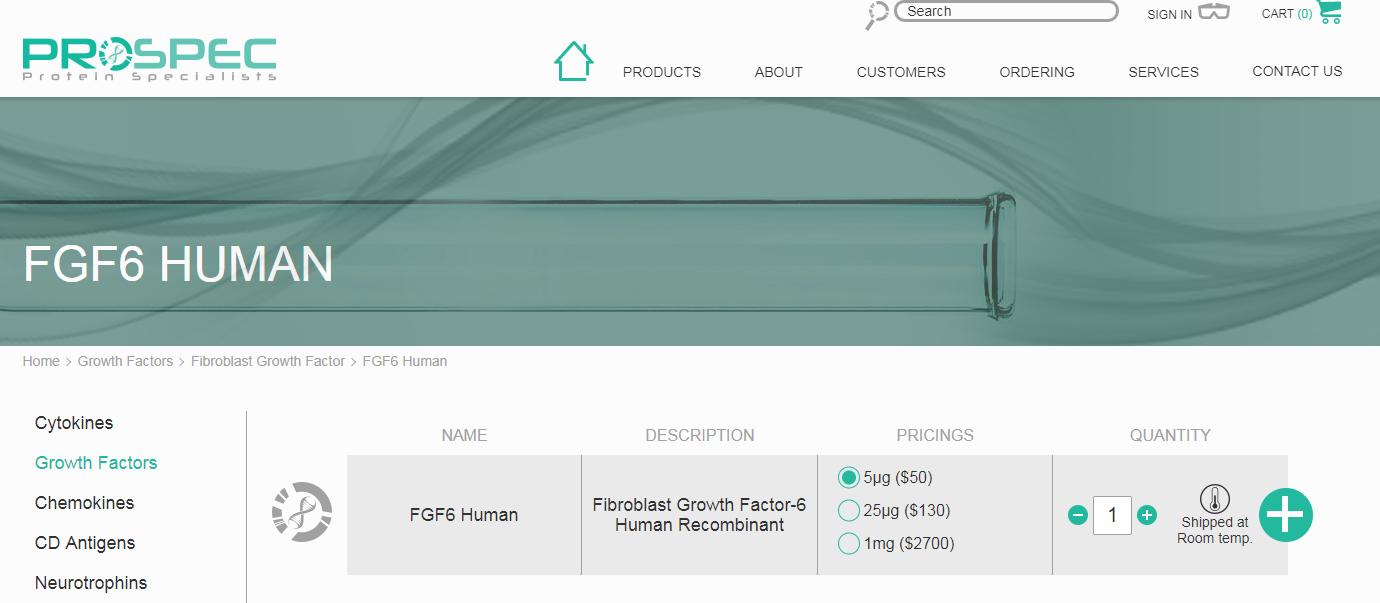 Search
SIGN IN
CART (0)
PROSPEC
Protein Specialists
PRODUCTS
ABOUT
CUSTOMERS
ORDERING
SERVICES
CONTACT US
FGF6 HUMAN
Home > Growth Factors > Fibroblast Growth Factor > FGF6 Human
Cytokines
Growth Factors
Chemokines
CD Antigens
Neurotrophins
NAME
DESCRIPTION
PRICINGS
QUANTITY
FGF6 Human
Fibroblast Growth Factor-6
Human Recombinant
5µg ($50)
25µg ($130)
1mg ($2700)
1
Shipped at
Room temp.